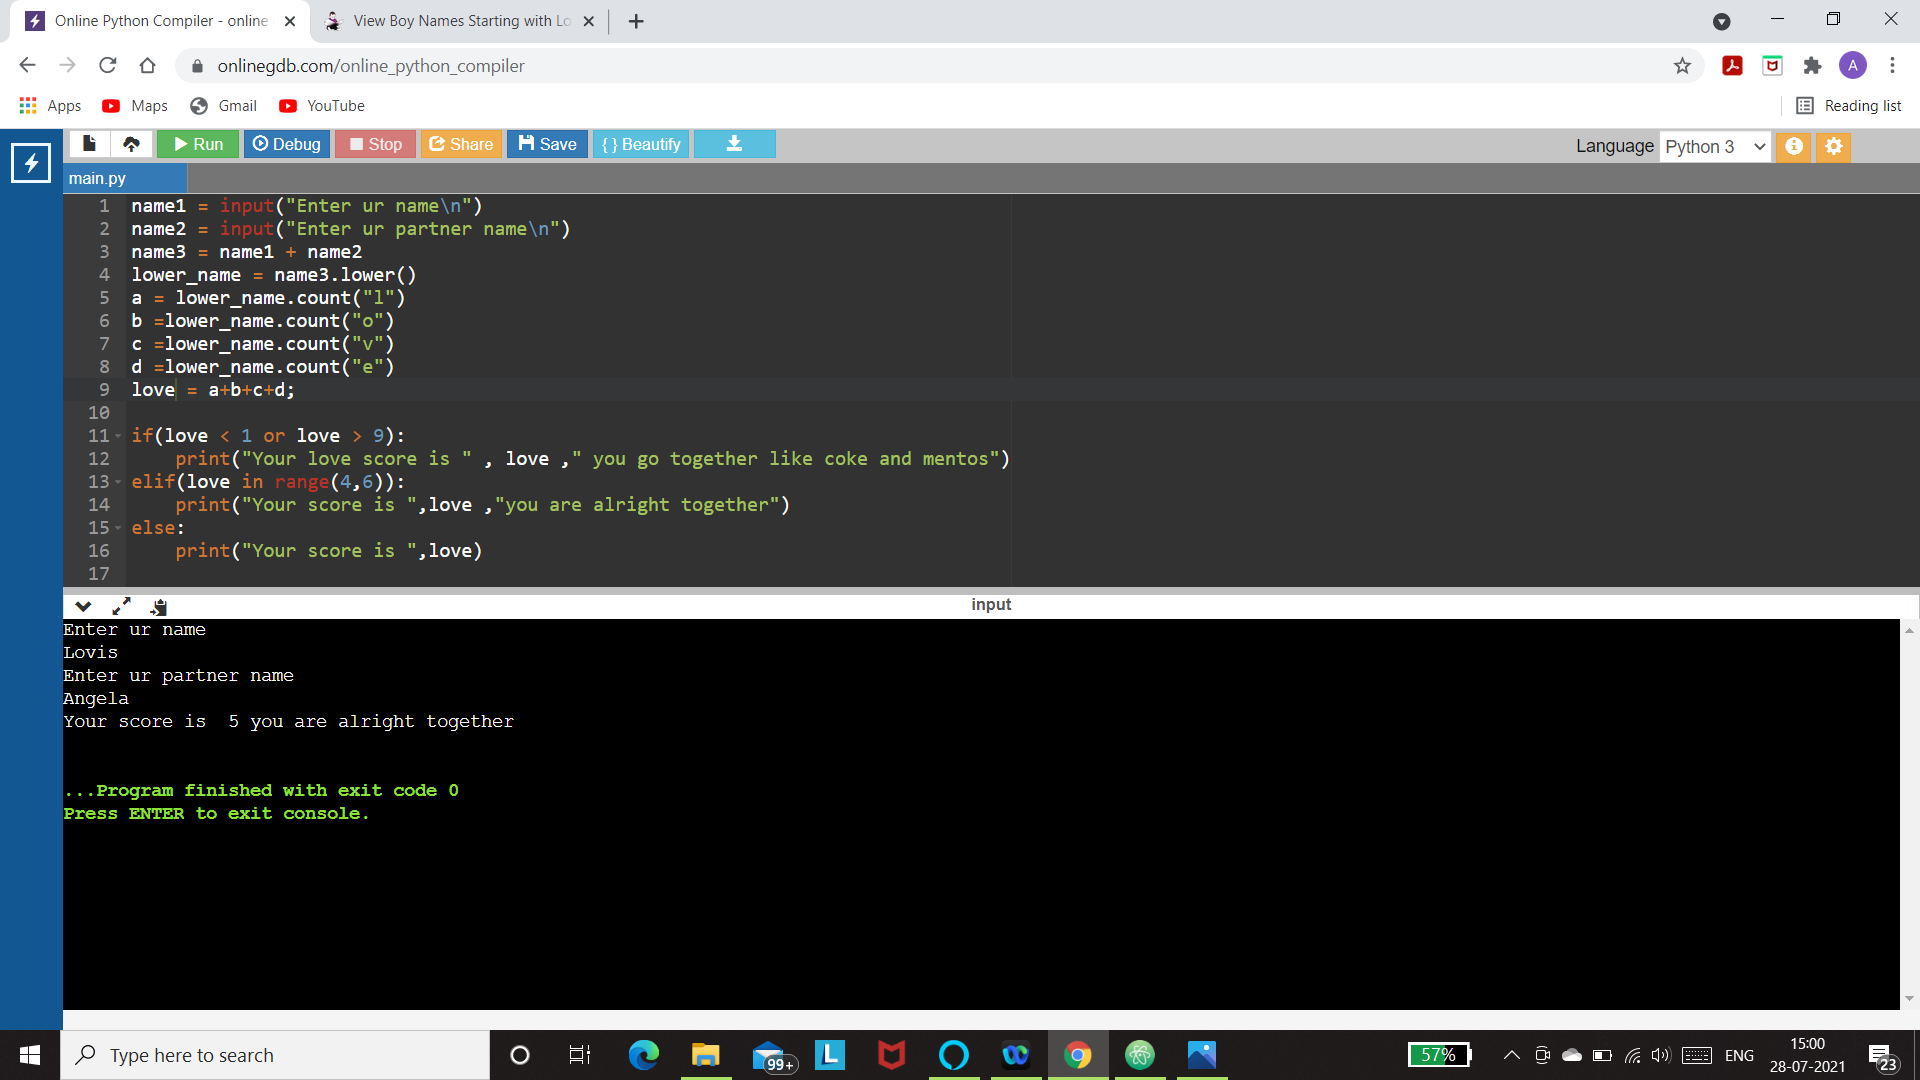 Online Python Compiler - online
View Boy Names Starting with Lo
onlinegdb.com/online_python_compiler
A
Apps
Maps
Gmail
YouTube
Reading list
Run
Debug
Stop
Share
Save
{ } Beautify
Language
Python 3
main.py
1 name1 = input("Enter ur name\n")
2 name2 = input("Enter ur partner name\n")
3 name3 = name1 + name2
4 lower_name = name3.lower()
5 a = lower_name.count("l")
6 b =lower_name.count("o")
7 c =lower_name.count("v")
8 d =lower_name.count("e")
9 love = a+b+c+d;
10
11 if(love < 1 or love > 9):
12     print("Your love score is " , love ," you go together like coke and mentos")
13 elif(love in range(4,6)):
14     print("Your score is ",love ,"you are alright together")
15 else:
16     print("Your score is ",love)
17
input
Enter ur name
Lovis
Enter ur partner name
Angela
Your score is  5 you are alright together
...Program finished with exit code 0
Press ENTER to exit console.
Type here to search
99+
L
57%
ENG
15:00
28-07-2021
23